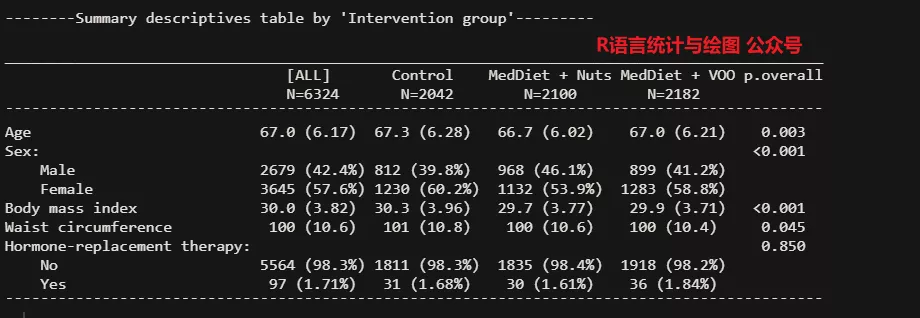 --------Summary descriptives table by 'Intervention group'---------
R语言统计与绘图 公众号
[ALL] Control MedDiet + Nuts MedDiet + VOO p.overall
N=6324 N=2042 N=2100 N=2182
Age 67.0 (6.17) 67.3 (6.28) 66.7 (6.02) 67.0 (6.21) 0.003
Sex: <0.001
Male 2679 (42.4%) 812 (39.8%) 968 (46.1%) 899 (41.2%)
Female 3645 (57.6%) 1230 (60.2%) 1132 (53.9%) 1283 (58.8%)
Body mass index 30.0 (3.82) 30.3 (3.96) 29.7 (3.77) 29.9 (3.71) <0.001
Waist circumference 100 (10.6) 101 (10.8) 100 (10.6) 100 (10.4) 0.045
Hormone-replacement therapy: 0.850
No 5564 (98.3%) 1811 (98.3%) 1835 (98.4%) 1918 (98.2%)
Yes 97 (1.71%) 31 (1.68%) 30 (1.61%) 36 (1.84%)